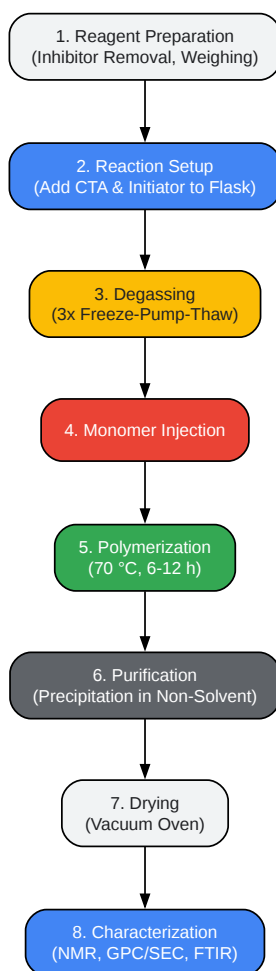 1. Reagent Preparation
(Inhibitor Removal, Weighing)
2. Reaction Setup
(Add CTA & Initiator to Flask)
3. Degassing
(3x Freeze-Pump-Thaw)
4. Monomer Injection
5. Polymerization
(70 °C, 6-12 h)
6. Purification
(Precipitation in Non-Solvent)
7. Drying
(Vacuum Oven)
8. Characterization
(NMR, GPC/SEC, FTIR)